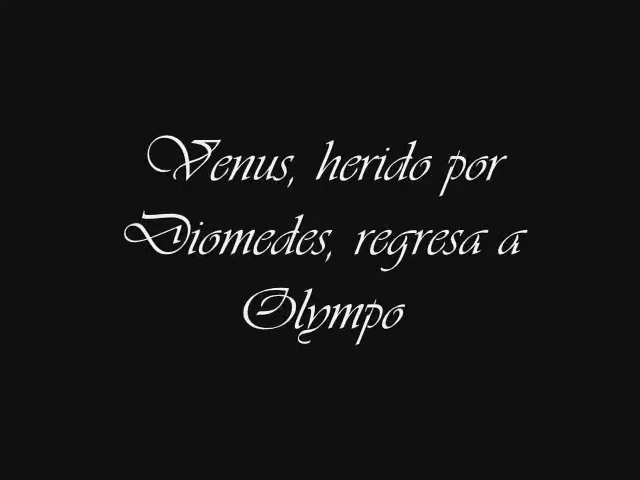 Venus, herido por
Diomedes, regresa a
Olympo